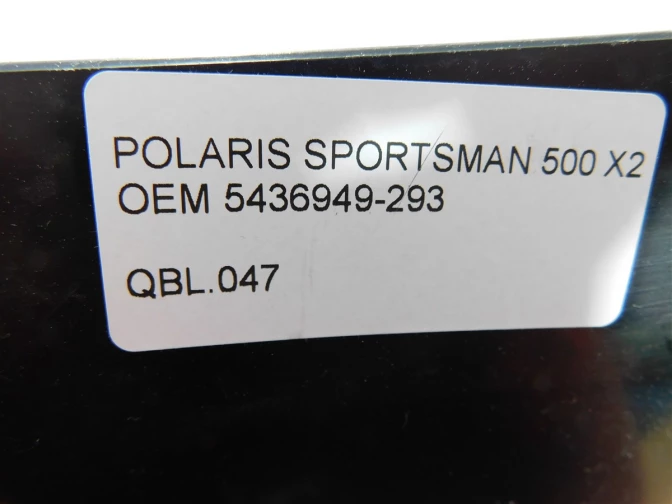 POLARIS SPORTSMAN 500 X2
OEM 5436949-293
QBL.047